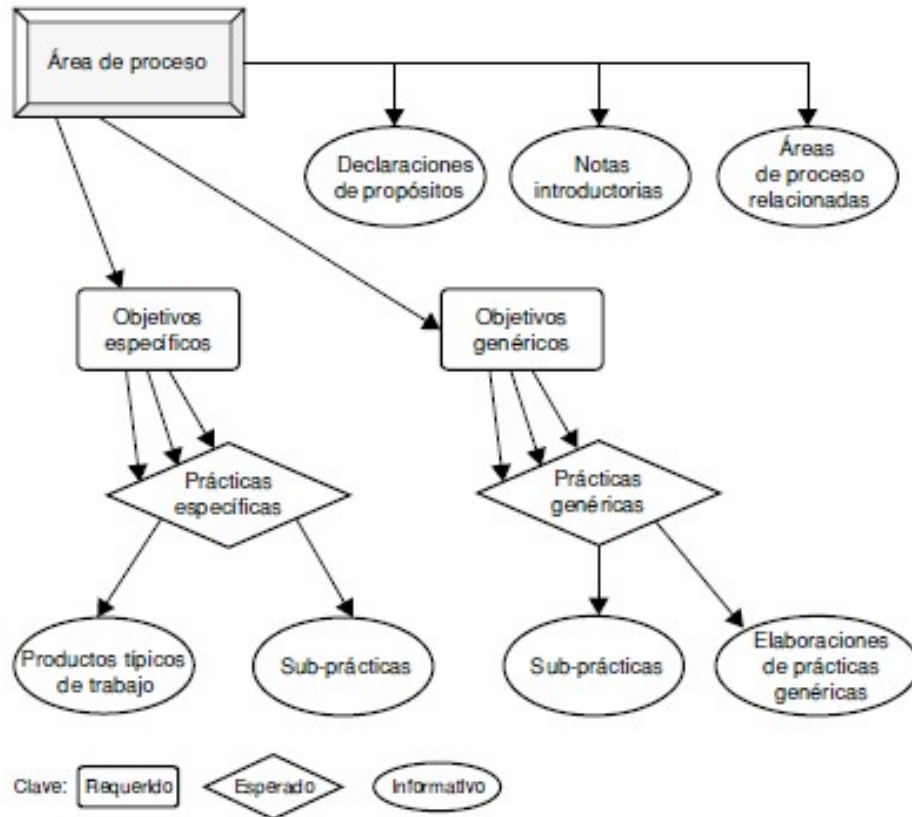 Área de proceso
Declaraciones
de propósitos
Notas
introductorias
Áreas
de proceso
relacionadas
Objetivos
específicos
Objetivos
genéricos
Prácticas
específicas
Prácticas
genéricas
Productos típicos
de trabajo
Sub-prácticas
Sub-prácticas
Elaboraciones
de prácticas
genéricas
Clave:
Requerido
Esperado
Informativo